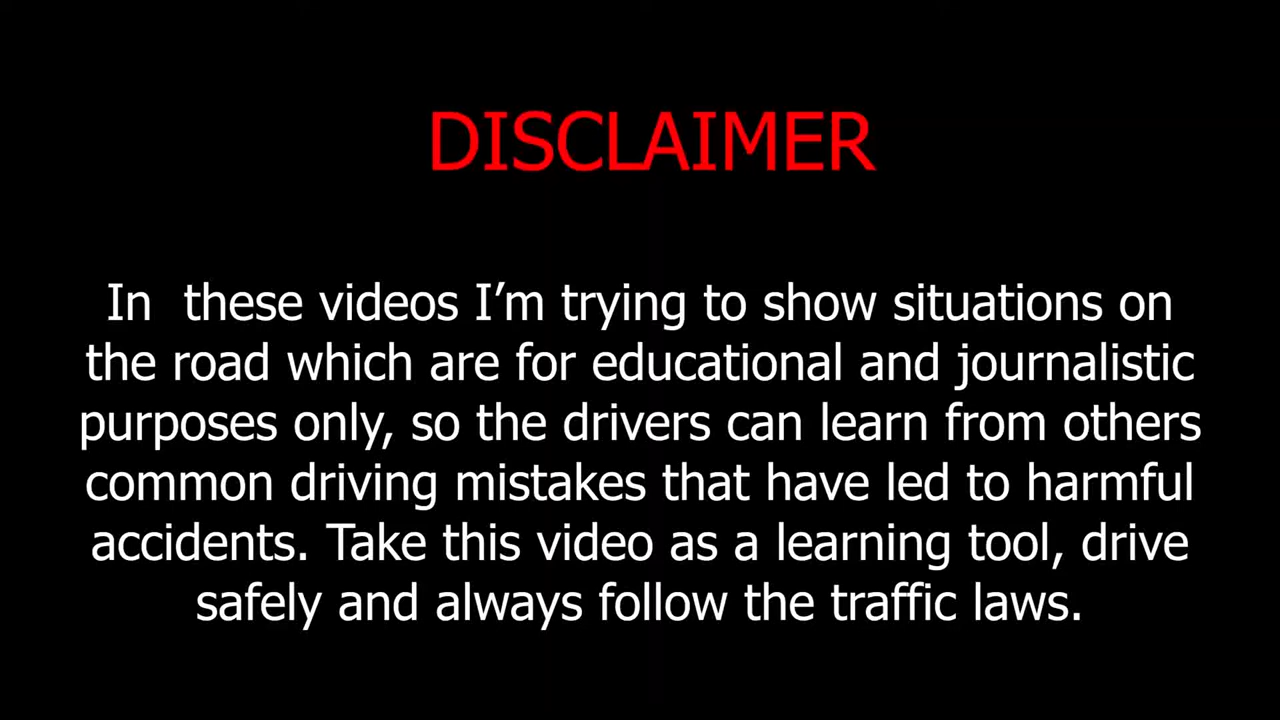 DISCLAIMER
In  these videos I’m trying to show situations on
the road which are for educational and journalistic
purposes only, so the drivers can learn from others
common driving mistakes that have led to harmful
accidents. Take this video as a learning tool, drive
safely and always follow the traffic laws.